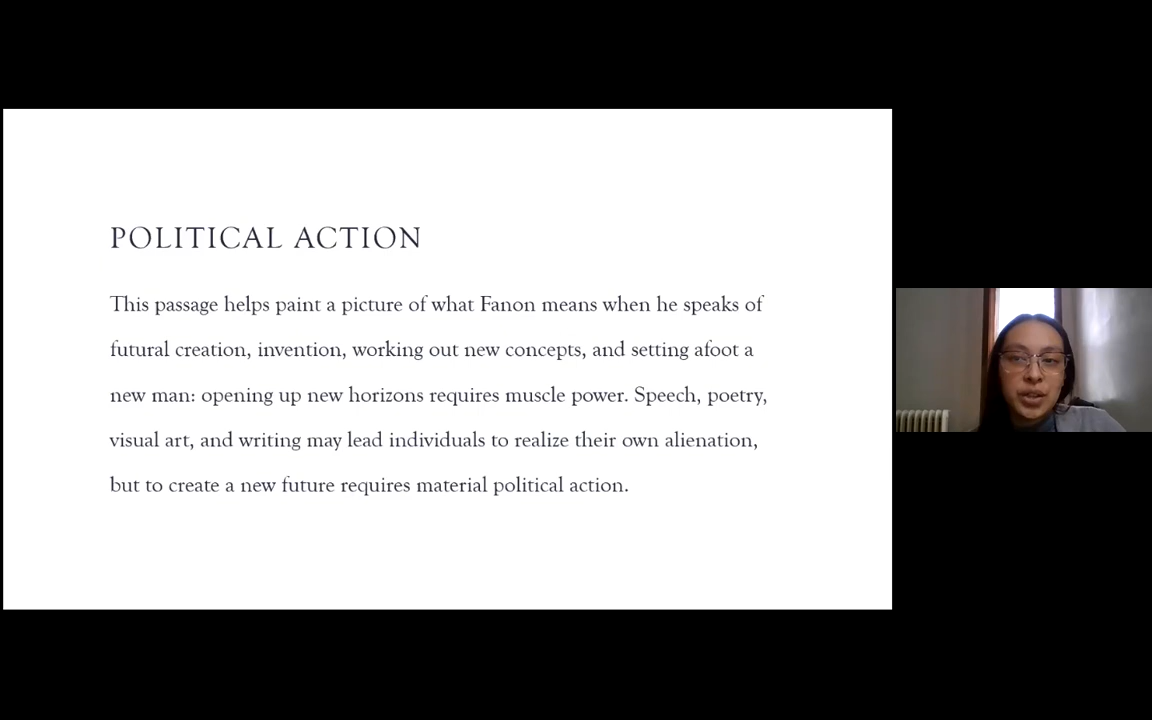 POLITICAL ACTION
This passage helps paint a picture of what Fanon means when he speaks of
futural creation, invention, working out new concepts, and setting afoot a
new man: opening up new horizons requires muscle power. Speech, poetry,
visual art, and writing may lead individuals to realize their own alienation,
but to create a new future requires material political action.